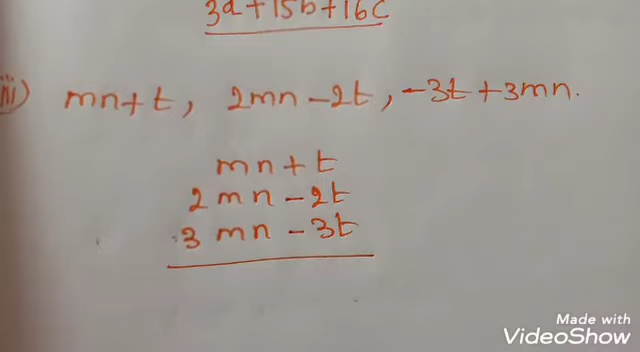 3a+15b+16c
iii) mn+t, 2mn-2t, -3t+3mn.
mn+t
2mn-2t
3mn-3t
Made with
VideoShow